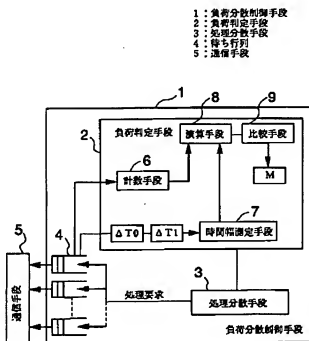 1：負荷分散制御手段
2：負荷判定手段
3：処理分散手段
4：待ち行列
5：通信手段
1
2
負荷判定手段
8
演算手段
9
比較手段
M
6
計数手段
7
ΔT0
ΔT1
時間幅測定手段
5
4
通信手段
処理要求
3
処理分散手段
負荷分散制御手段